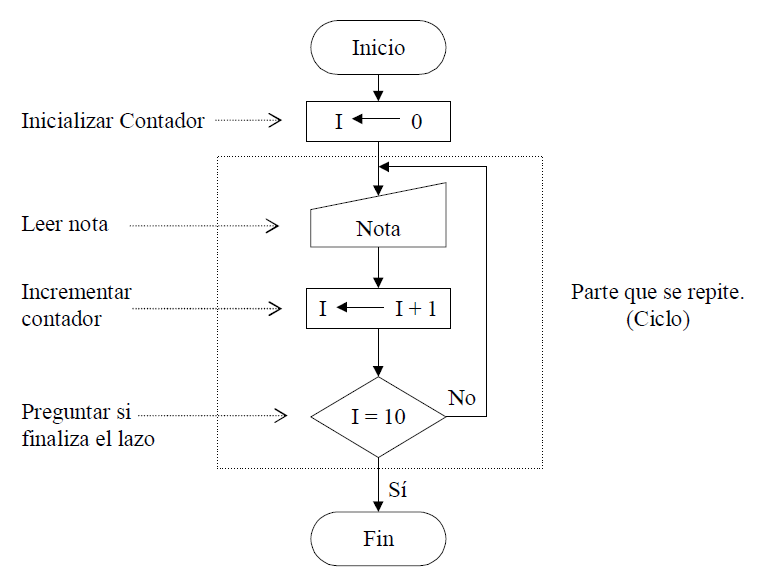 Inicio
Inicializar Contador
I ← 0
Leer nota
Nota
Incrementar
contador
I ← I + 1
Parte que se repite.
(Ciclo)
Preguntar si
finaliza el lazo
I = 10
No
Sí
Fin